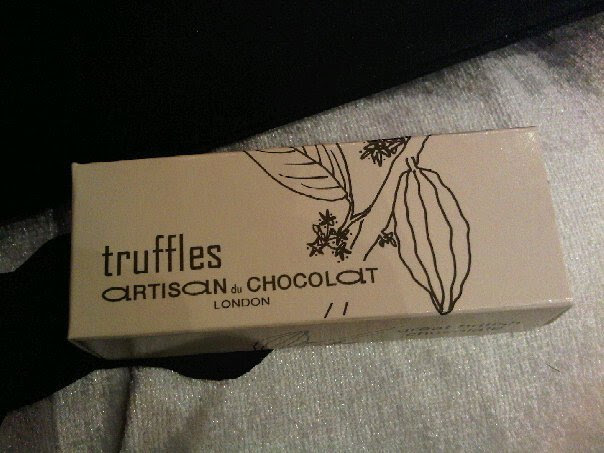 truffles
aRTISaN du CHOCOLaT
LONDON